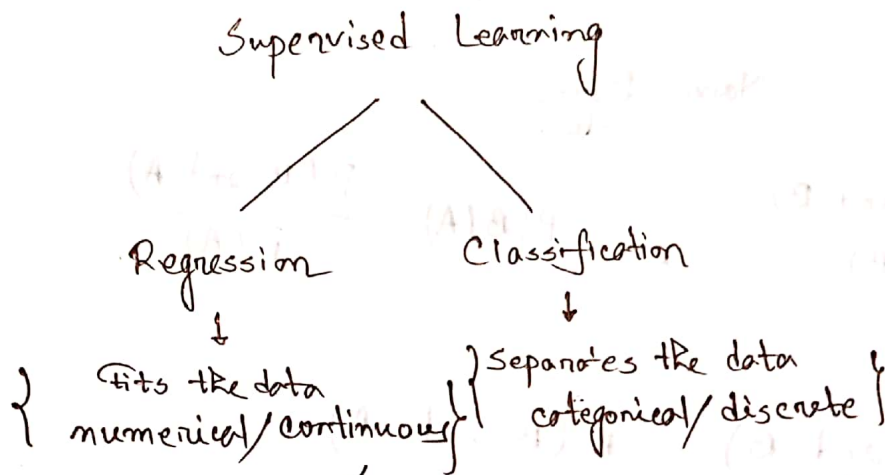 Supervised Learning
Regression
Classification
↓
↓
{ Fits the data
numerical/continuous }
{ Separates the data
categorical/discrete }